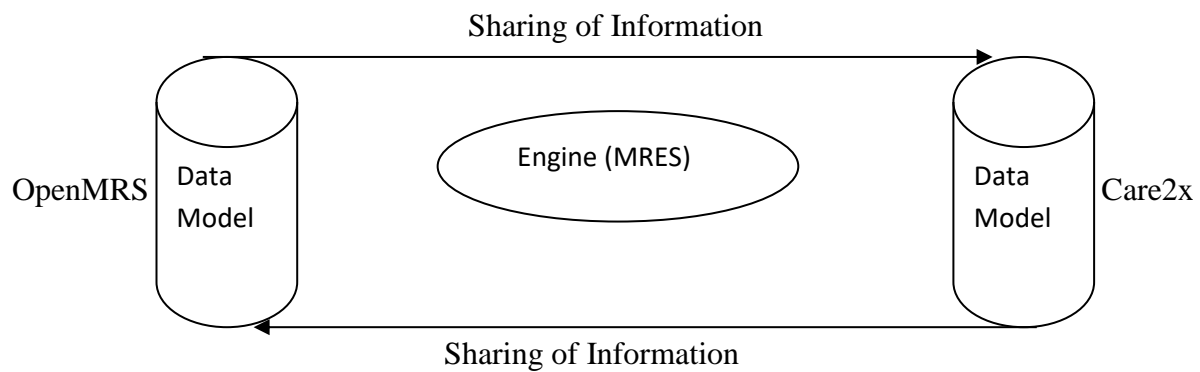 Sharing of Information
Engine (MRES)
OpenMRS
Data
Model
Data
Model
Care2x
Sharing of Information